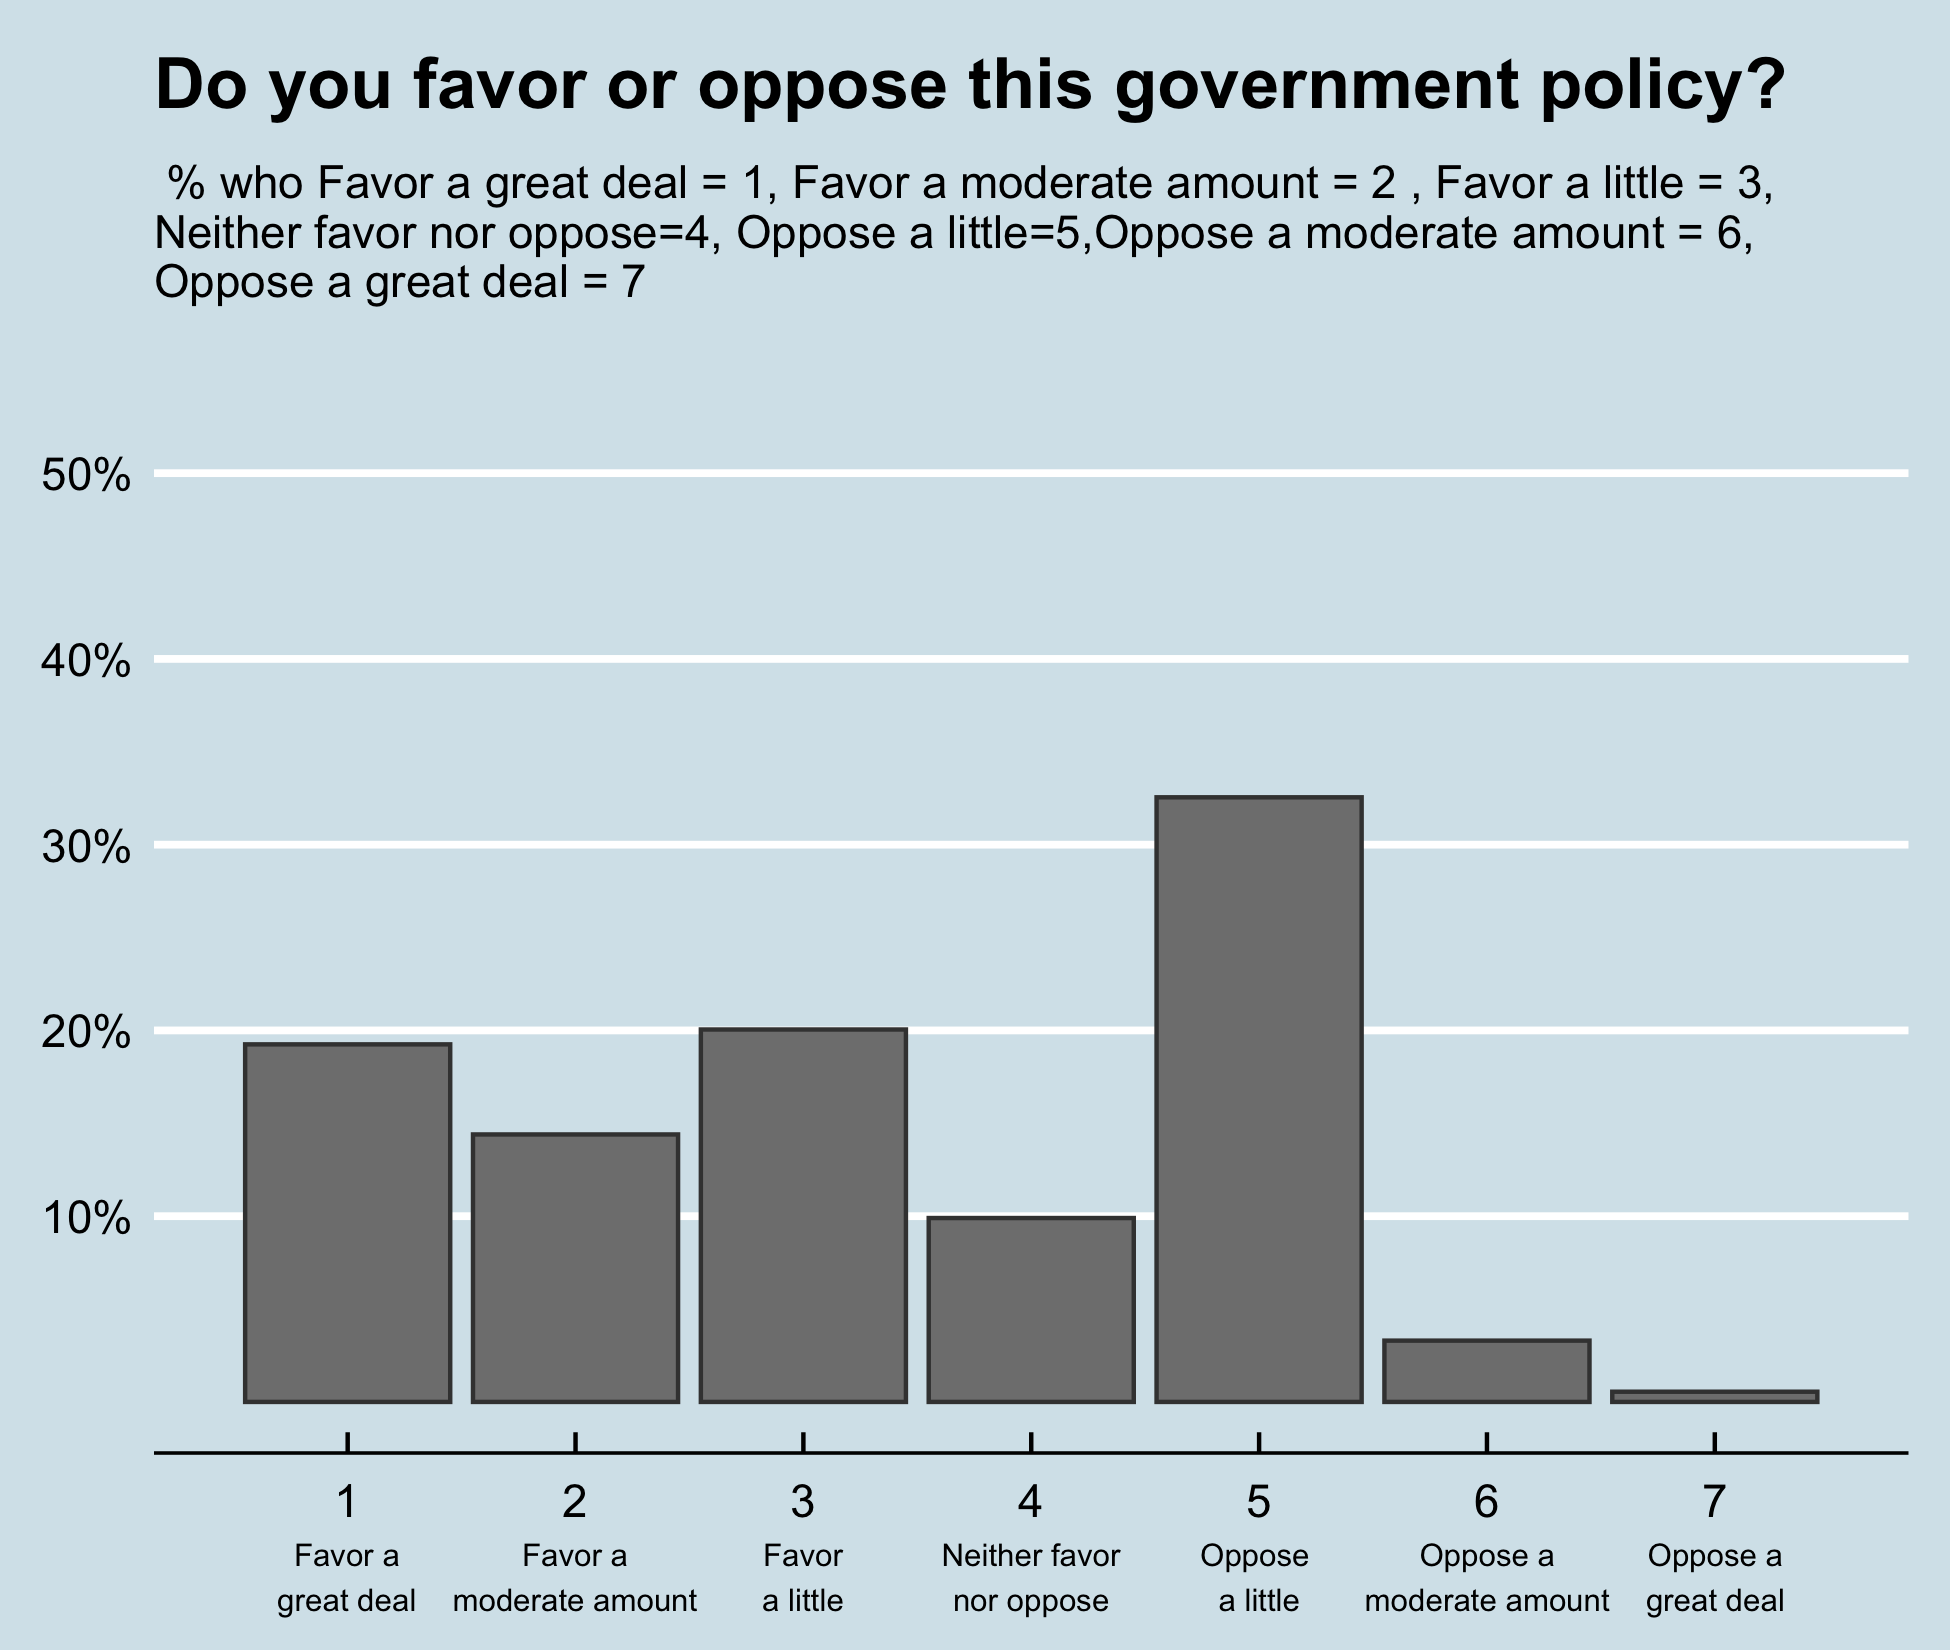 Do you favor or oppose this government policy?
% who Favor a great deal = 1, Favor a moderate amount = 2 , Favor a little = 3,
Neither favor nor oppose=4, Oppose a little=5,Oppose a moderate amount = 6,
Oppose a great deal = 7
50%
40%
30%
20%
10%
1 2 3 4 5 6 7
Favor a Favor a Favor Neither favor Oppose Oppose a Oppose a
great deal moderate amount a little nor oppose a little moderate amount great deal